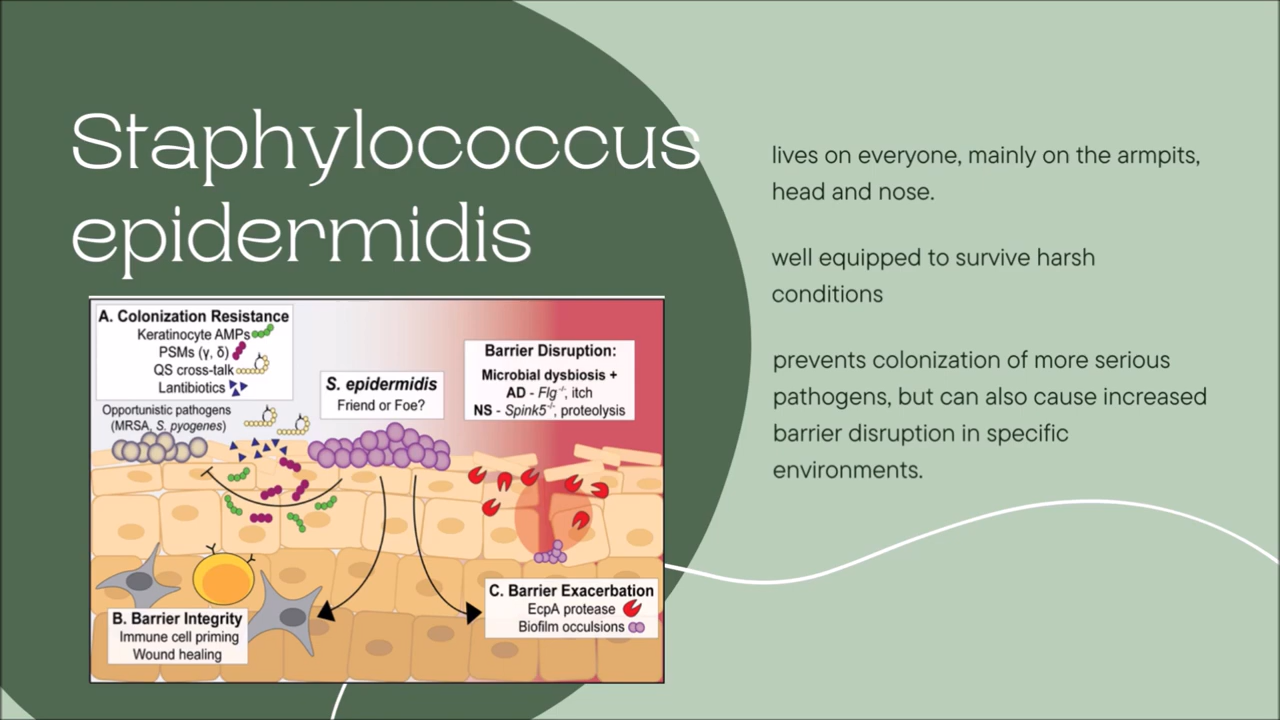 Staphylococcus
epidermidis
A. Colonization Resistance
Keratinocyte AMPs
PSMs (γ, δ)
QS cross-talk
Lantibiotics
Opportunistic pathogens
(MRSA, S. pyogenes)
S. epidermidis
Friend or Foe?
Barrier Disruption:
Microbial dysbiosis +
AD - Flg-/-, itch
NS - Spink5-/-, proteolysis
B. Barrier Integrity
Immune cell priming
Wound healing
C. Barrier Exacerbation
EcpA protease
Biofilm occulsions
lives on everyone, mainly on the armpits,
head and nose.
well equipped to survive harsh
conditions
prevents colonization of more serious
pathogens, but can also cause increased
barrier disruption in specific
environments.